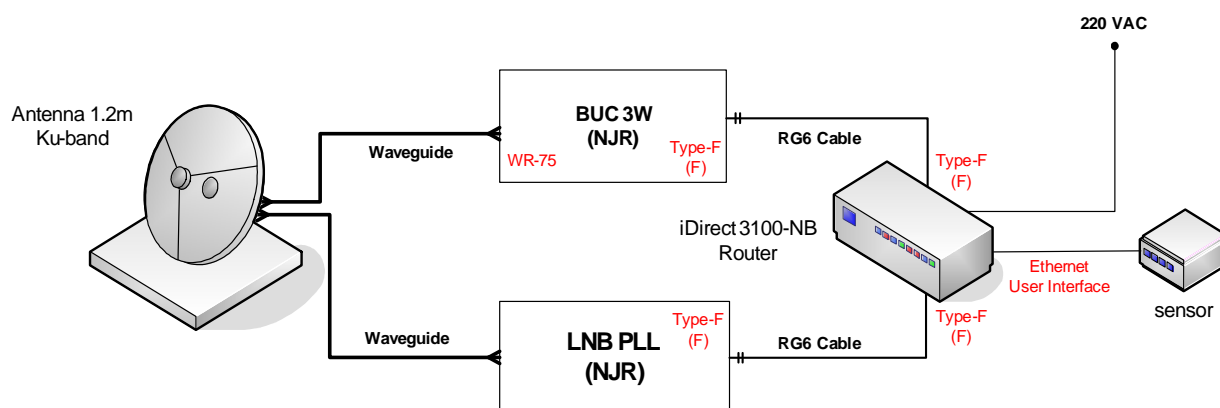 220 VAC
Antenna 1.2m
Ku-band
Waveguide
BUC 3W
(NJR)
WR-75
Type-F
(F)
RG6 Cable
Type-F
(F)
iDirect 3100-NB
Router
Ethernet
User Interface
sensor
Waveguide
LNB PLL
(NJR)
Type-F
(F)
RG6 Cable
Type-F
(F)